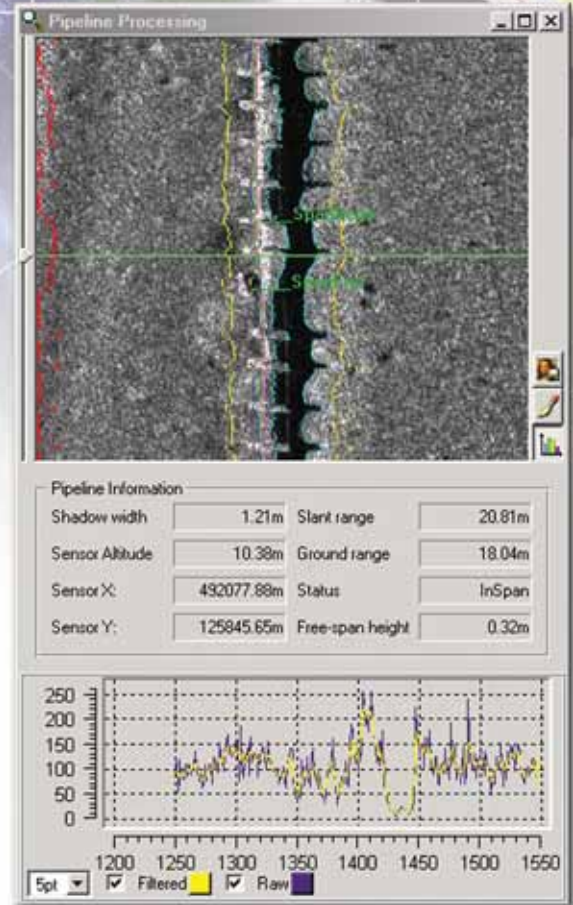 Pipeline Processing
Pipeline Information
Shadow width 1.21m Slant range 20.81m
Sensor Altitude 10.38m Ground range 18.04m
Sensor X: 492077.88m Status InSpan
Sensor Y: 125845.65m Free-span height 0.32m
250
200
150
100
50
0
1200 1250 1300 1350 1400 1450 1500 1550
5pt Filtered Raw